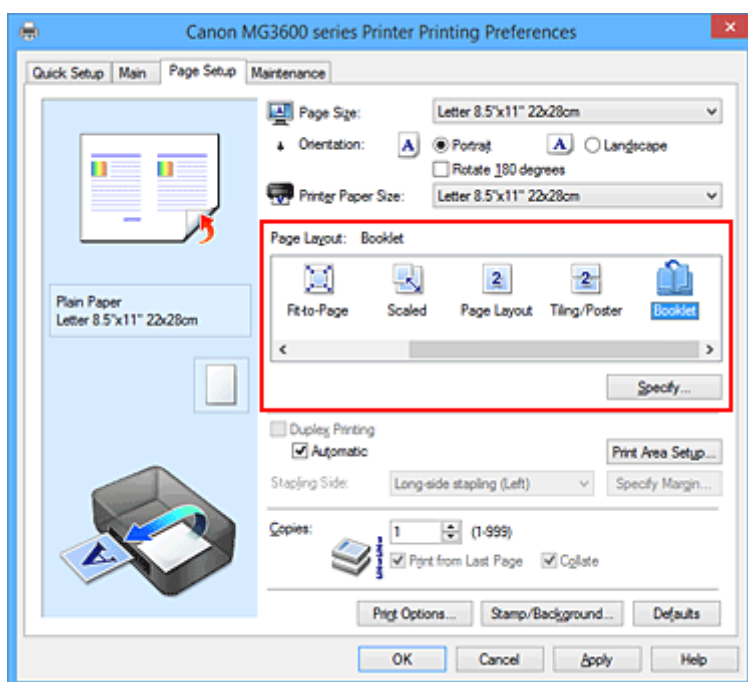 Canon MG3600 series Printer Printing Preferences
Quick Setup Main Page Setup Maintenance
Page Size: Letter 8.5"x11" 22x28cm
Orientation: A Portrait A Landscape
Rotate 180 degrees
Printer Paper Size: Letter 8.5"x11" 22x28cm
Page Layout: Booklet
2 2
Fit-to-Page Scaled Page Layout Tiling/Poster Booklet
Plain Paper
Letter 8.5"x11" 22x28cm
Specify...
Duplex Printing
Automatic
Print Area Setup...
Stapling Side: Long-side stapling (Left) Specify Margin...
Copies: 1 (1-999)
Print from Last Page Collate
A
Print Options... Stamp/Background... Defaults
OK Cancel Apply Help